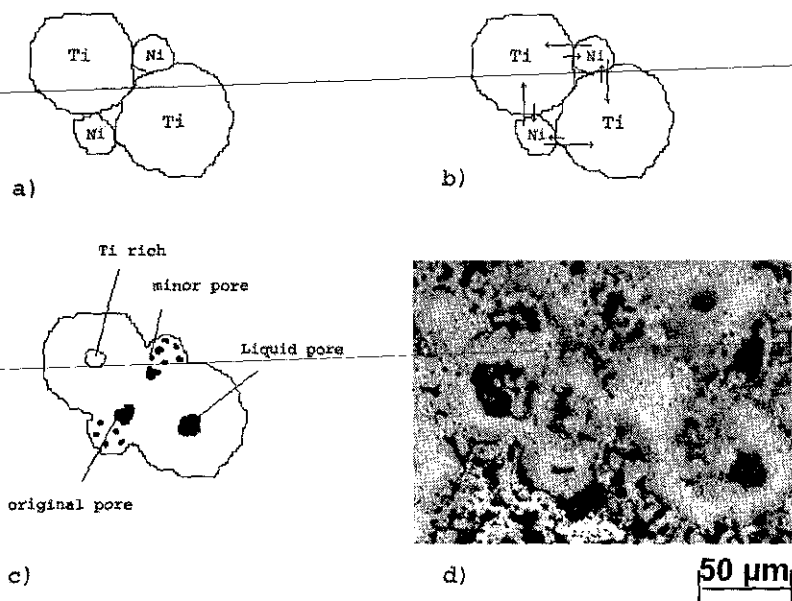 Ti
Ni
Ni
Ti
a)
Ti
Ni
Ni
Ti
b)
Ti rich
minor pore
Liquid pore
original pore
c)
d)
50 µm